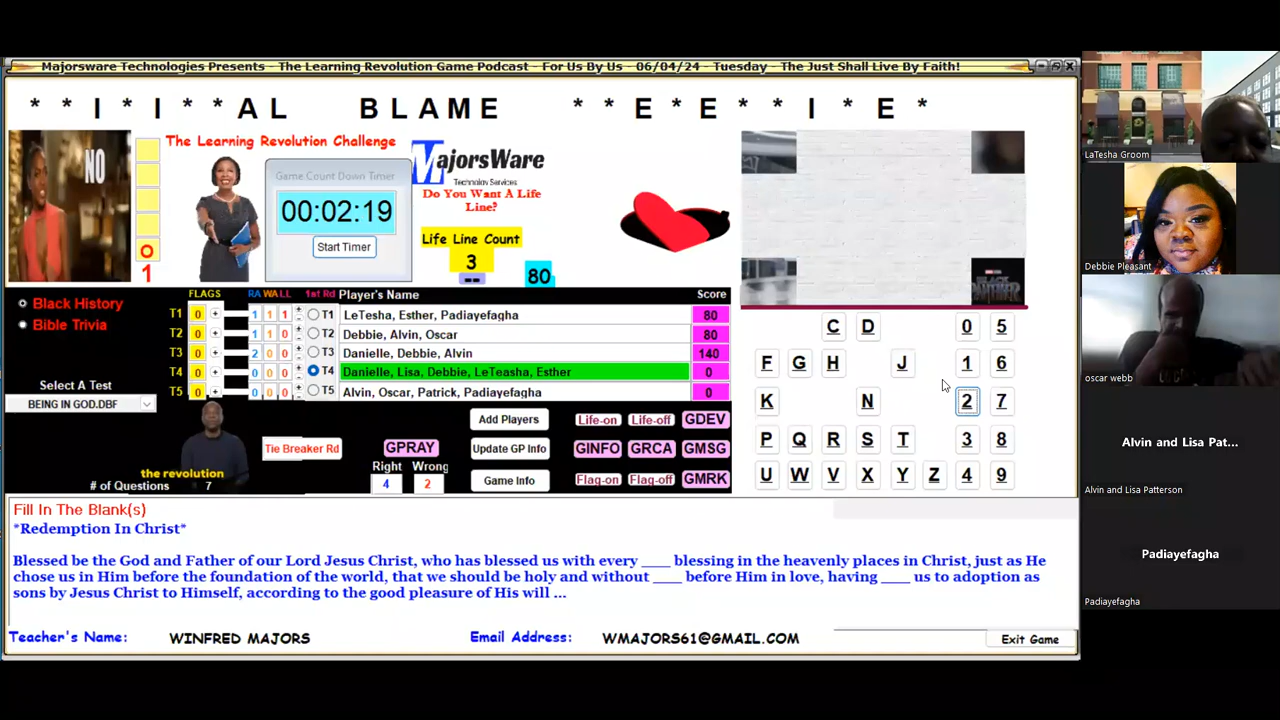 Majorsware Technologies Presents - The Learning Revolution Game Podcast - For Us By Us - 06/04/24 - Tuesday - The Just Shall Live By Faith!
* * I * I * * A L BLAME * * E * E * * I * E *
NO
The Learning Revolution Challenge
MajorsWare
Technology Services
Do You Want A Life
Line?
Game Count Down Timer
00:02:19
Start Timer
Life Line Count
3
--
80
O
1
BLACK PANTHER
LaTesha Groom
Debbie Pleasant
oscar webb
Alvin and Lisa Pat...
Alvin and Lisa Patterson
Padiayefagha
Padiayefagha
Black History
Bible Trivia
FLAGS RA WA LL 1st Rd Player's Name Score
T1 0 + 1 1 1 T1 LeTesha, Esther, Padiayefagha 80
T2 0 + 1 1 0 T2 Debbie, Alvin, Oscar 80
T3 0 + 2 0 0 T3 Danielle, Debbie, Alvin 140
T4 0 + 0 0 0 T4 Danielle, Lisa, Debbie, LeTeasha, Esther 0
T5 0 + 0 0 0 T5 Alvin, Oscar, Patrick, Padiayefagha 0
C D 0 5
F G H J 1 6
K N 2 7
P Q R S T 3 8
U W V X Y Z 4 9
Select A Test
BEING IN GOD.DBF
the revolution
# of Questions 7
Tie Breaker Rd
GPRAY
Right Wrong
4 2
Add Players Life-on Life-off GDEV
Update GP Info GINFO GRCA GMSG
Game Info Flag-on Flag-off GMRK
Fill In The Blank(s)
*Redemption In Christ*
Blessed be the God and Father of our Lord Jesus Christ, who has blessed us with every ___ blessing in the heavenly places in Christ, just as He
chose us in Him before the foundation of the world, that we should be holy and without ___ before Him in love, having ___ us to adoption as
sons by Jesus Christ to Himself, according to the good pleasure of His will ...
Teacher's Name: WINFRED MAJORS Email Address: WMAJORS61@GMAIL.COM Exit Game